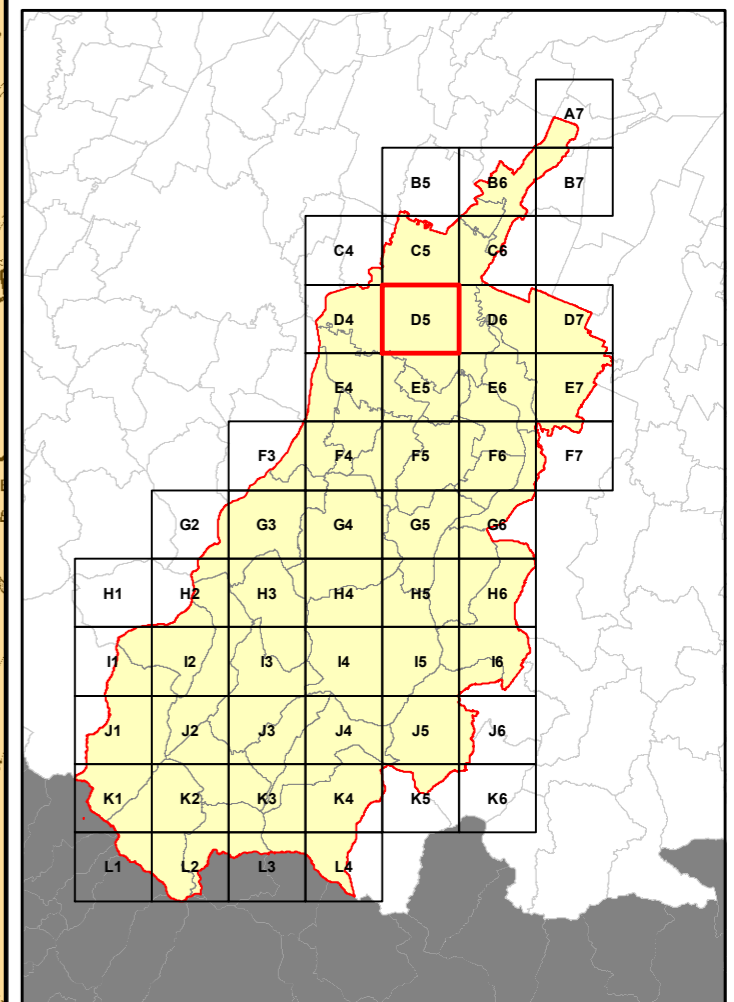 A7
B5 B6 B7
C4 C5 C6
D4 D5 D6 D7
E4 E5 E6 E7
F3 F4 F5 F6 F7
G2 G3 G4 G5 G6
H1 H2 H3 H4 H5 H6
I1 I2 I3 I4 I5 I6
J1 J2 J3 J4 J5 J6
K1 K2 K3 K4 K5 K6
L1 L2 L3 L4